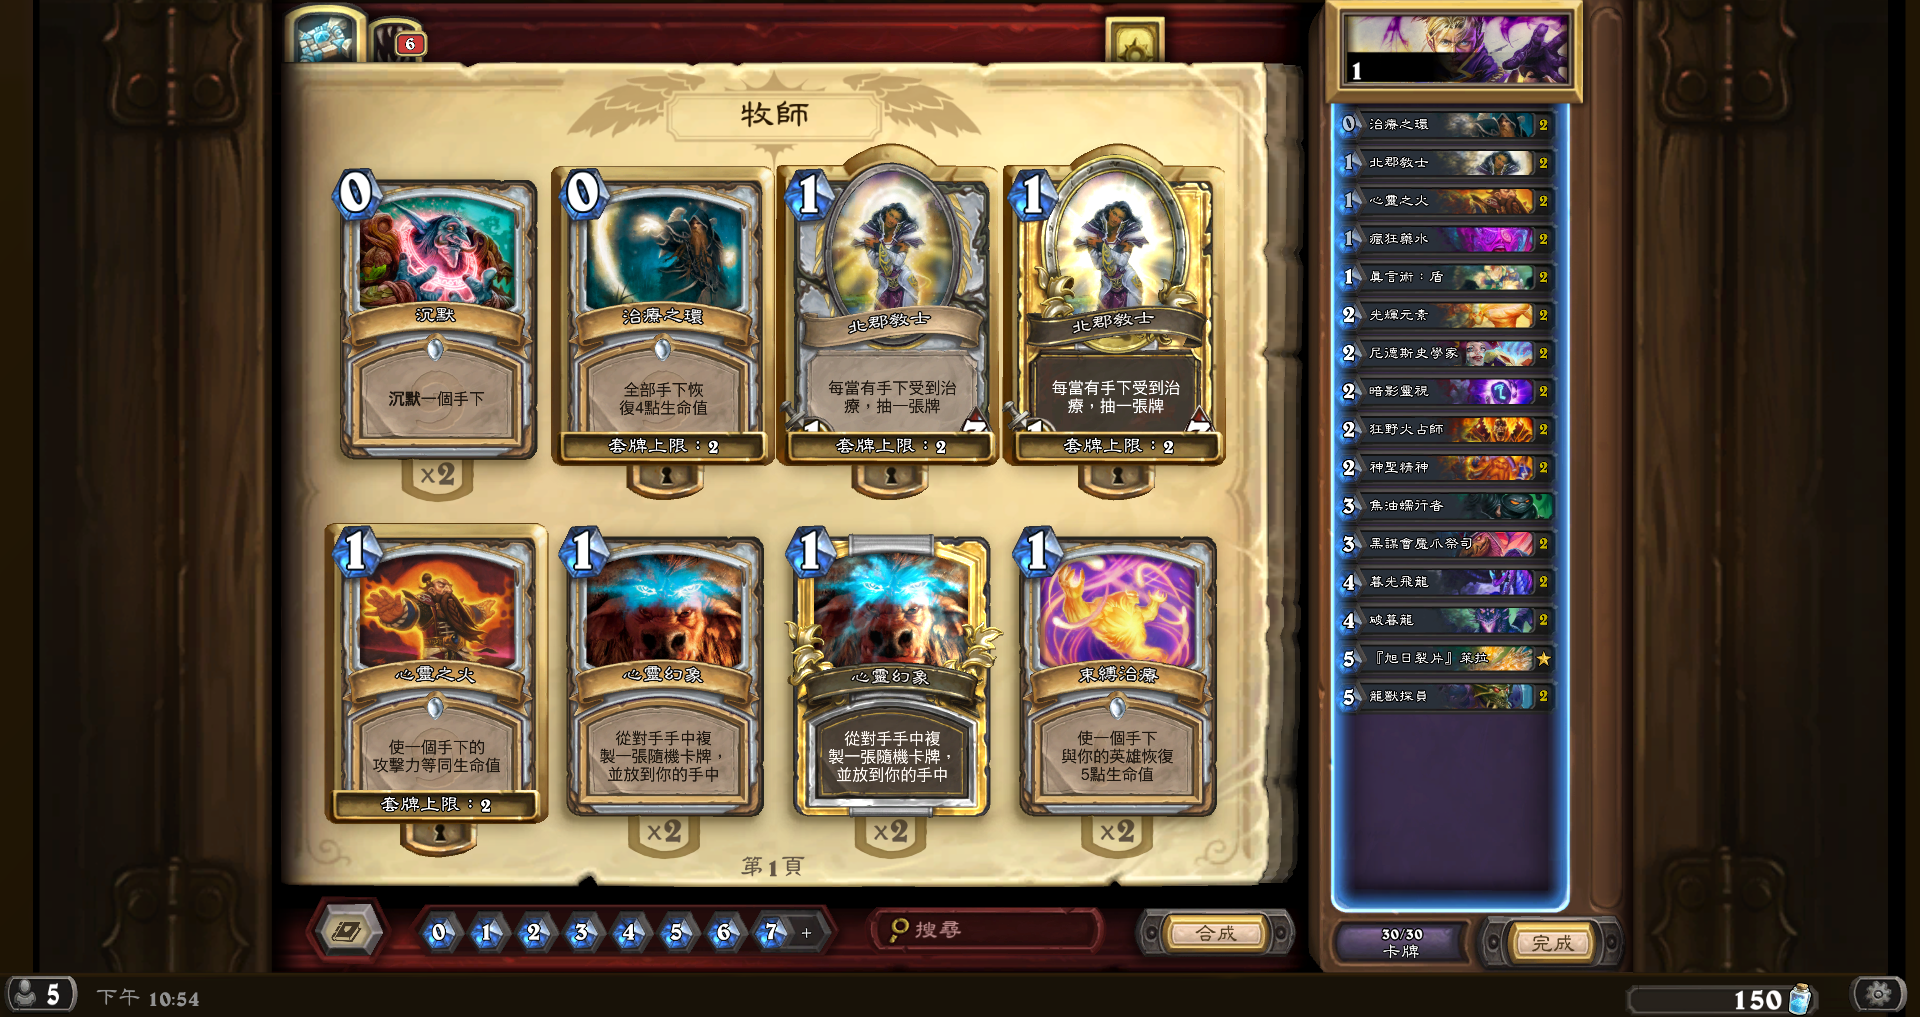 6
牧師
0
沉默
沉默一個手下
x2
0
治療之環
全部手下恢
復4點生命值
套牌上限：2
1
北郡教士
每當有手下受到治
療，抽一張牌
套牌上限：2
1
北郡教士
每當有手下受到治
療，抽一張牌
套牌上限：2
1
心靈之火
使一個手下的
攻擊力等同生命值
套牌上限：2
1
心靈幻象
從對手手中複
製一張隨機卡牌，
並放到你的手中
x2
1
心靈幻象
從對手手中複
製一張隨機卡牌，
並放到你的手中
x2
1
束縛治療
使一個手下
與你的英雄恢復
5點生命值
x2
第1頁
0 1 2 3 4 5 6 7 +
搜尋
合成
1
0 治療之環 2
1 北郡教士 2
1 心靈之火 2
1 瘋狂藥水 2
1 真言術：盾 2
2 光輝元素 2
2 尼德斯史學家 2
2 暗影靈視 2
2 狂野火占師 2
2 神聖精神 2
3 焦油蠕行者
3 黑謀會魔爪祭司 2
4 暮光飛龍 2
4 破暮龍 2
5 『旭日裂片』萊拉
5 龍獸探員 2
30/30
卡牌
完成
5
下午 10:54
150